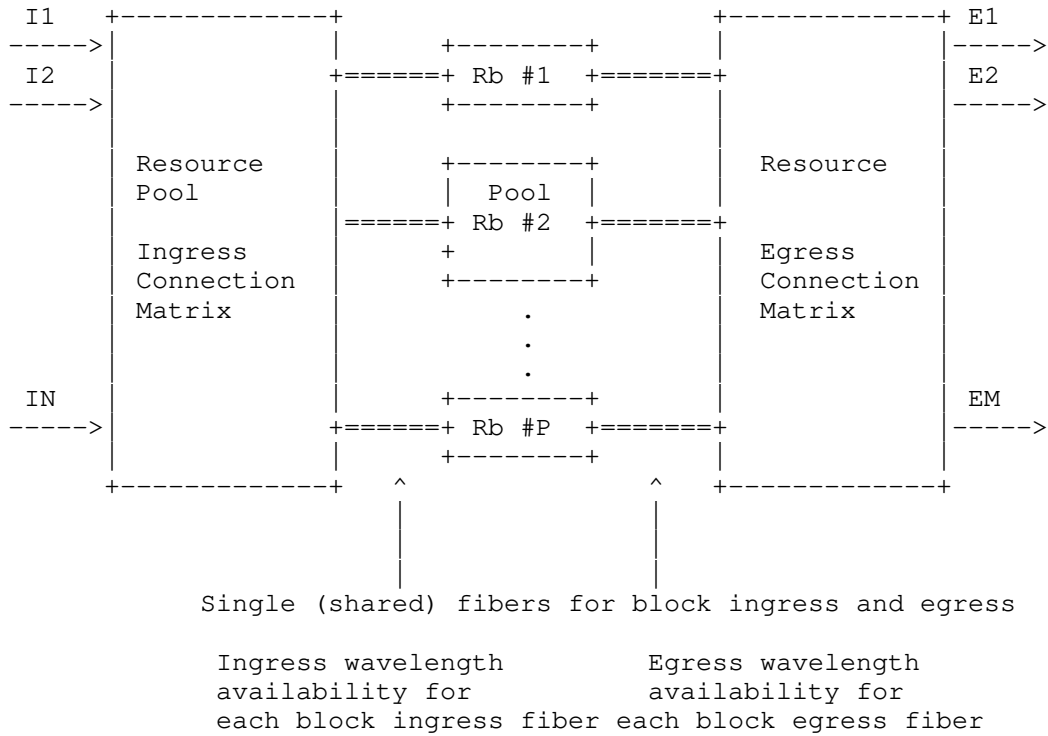 I1 E1
Rb #1
I2 E2
Resource Resource
Pool Pool
Rb #2
Ingress Egress
Connection Connection
Matrix Matrix
.
.
.
IN EM
Rb #P
Single (shared) fibers for block ingress and egress
Ingress wavelength Egress wavelength
availability for availability for
each block ingress fiber each block egress fiber